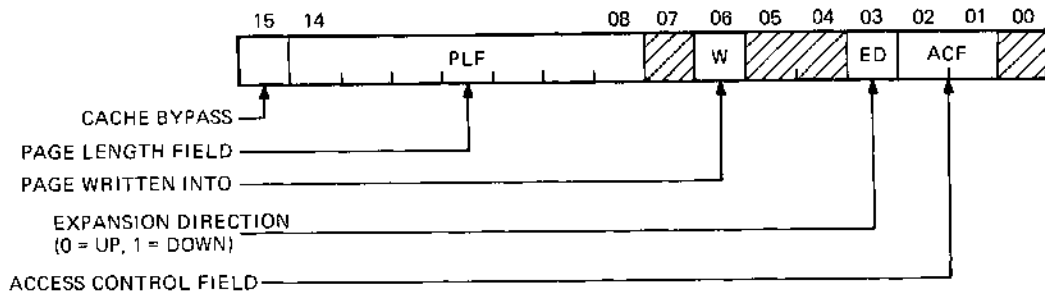 15 14 08 07 06 05 04 03 02 01 00
PLF W ED ACF
CACHE BYPASS
PAGE LENGTH FIELD
PAGE WRITTEN INTO
EXPANSION DIRECTION
(0 = UP, 1 = DOWN)
ACCESS CONTROL FIELD